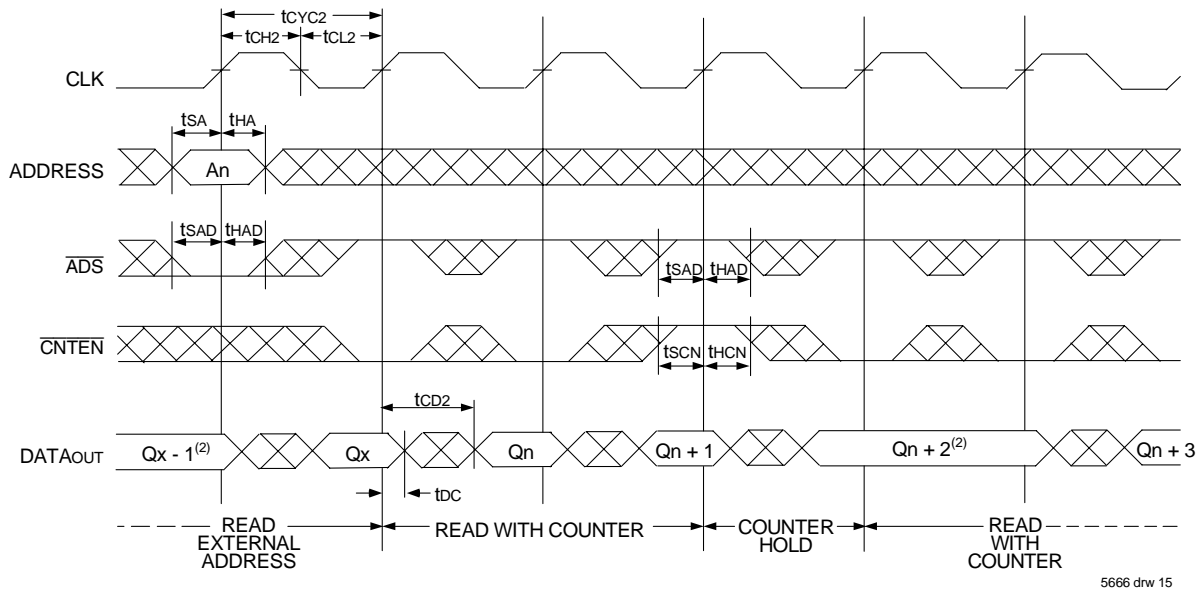 tCYC2
tCH2
tCL2
CLK
tSA
tHA
ADDRESS
An
tSAD
tHAD
ADS
tSAD
tHAD
CNTEN
tSCN
tHCN
tCD2
DATAOUT
Qx - 1(2)
Qx
Qn
Qn + 1
Qn + 2(2)
Qn + 3
tDC
READ
EXTERNAL
ADDRESS
READ WITH COUNTER
COUNTER
HOLD
READ
WITH
COUNTER
5666 drw 15